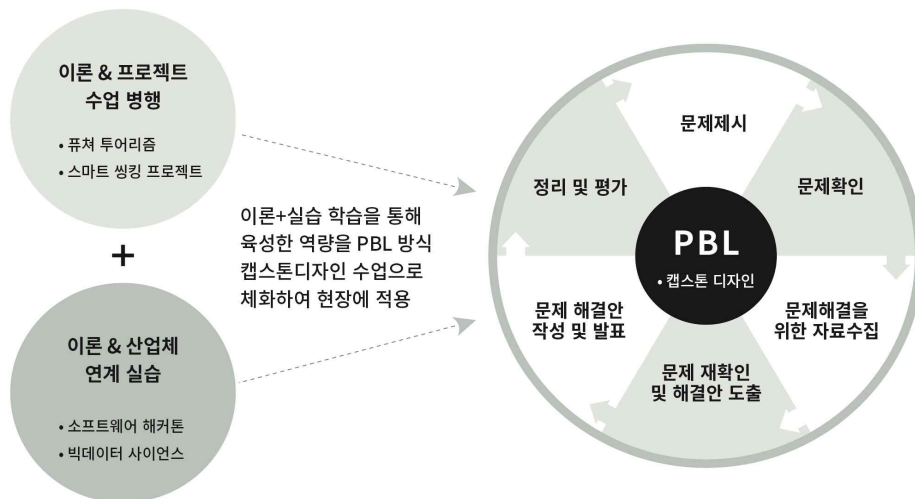 이론 & 프로젝트
수업 병행
• 퓨쳐 투어리즘
• 스마트 씽킹 프로젝트
+
이론 & 산업체
연계 실습
• 소프트웨어 해커톤
• 빅데이터 사이언스
이론+실습 학습을 통해
육성한 역량을 PBL 방식
캡스톤디자인 수업으로
체화하여 현장에 적용
PBL
• 캡스톤 디자인
문제제시
문제확인
문제해결을
위한 자료수집
문제 재확인
및 해결안 도출
문제 해결안
작성 및 발표
정리 및 평가